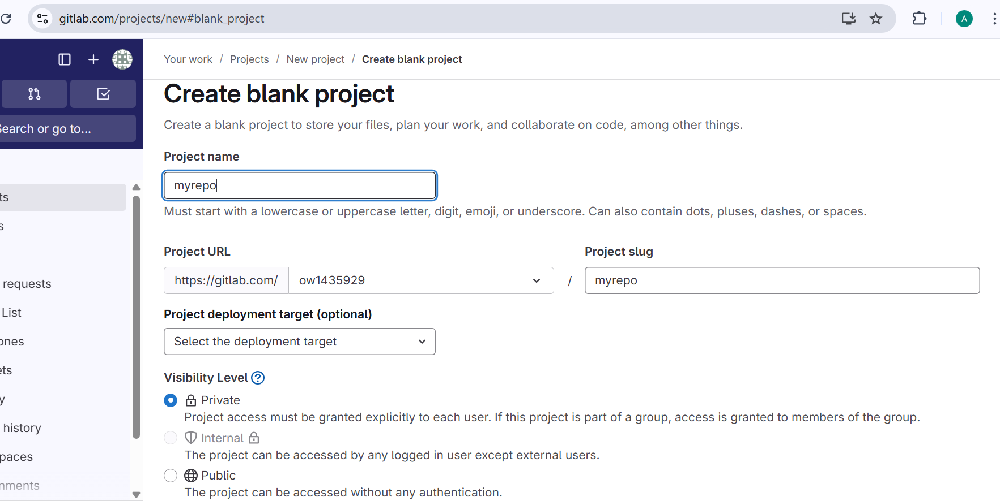 gitlab.com/projects/new#blank_project
A
Your work / Projects / New project / Create blank project
Search or go to...
Create blank project
Create a blank project to store your files, plan your work, and collaborate on code, among other things.
Project name
myrepo
Must start with a lowercase or uppercase letter, digit, emoji, or underscore. Can also contain dots, pluses, dashes, or spaces.
Project URL
Project slug
https://gitlab.com/ ow1435929 / myrepo
Project deployment target (optional)
Select the deployment target
Visibility Level ?
Private
Project access must be granted explicitly to each user. If this project is part of a group, access is granted to members of the group.
Internal
The project can be accessed by any logged in user except external users.
Public
The project can be accessed without any authentication.
ts
s
requests
List
ones
ets
y
history
paces
nments